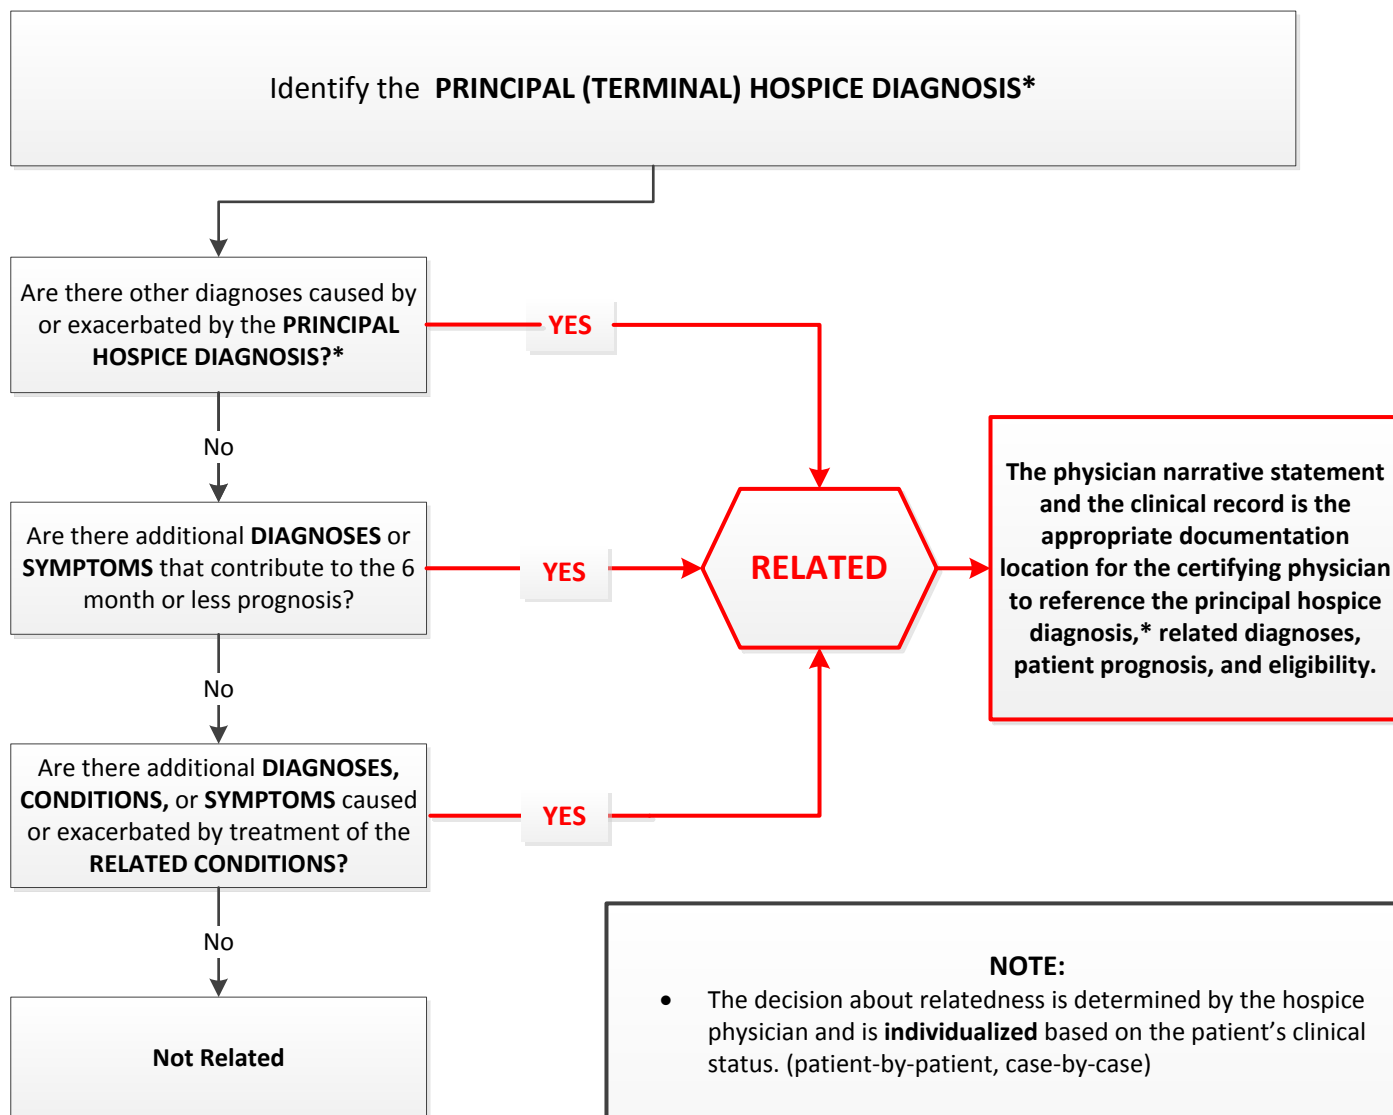 Identify the PRINCIPAL (TERMINAL) HOSPICE DIAGNOSIS*
Are there other diagnoses caused by
or exacerbated by the PRINCIPAL
HOSPICE DIAGNOSIS?*
YES
No
Are there additional DIAGNOSES or
SYMPTOMS that contribute to the 6
month or less prognosis?
YES
RELATED
The physician narrative statement
and the clinical record is the
appropriate documentation
location for the certifying physician
to reference the principal hospice
diagnosis,* related diagnoses,
patient prognosis, and eligibility.
No
Are there additional DIAGNOSES,
CONDITIONS, or SYMPTOMS caused
or exacerbated by treatment of the
RELATED CONDITIONS?
YES
No
Not Related
NOTE:
• The decision about relatedness is determined by the hospice
physician and is individualized based on the patient’s clinical
status. (patient-by-patient, case-by-case)